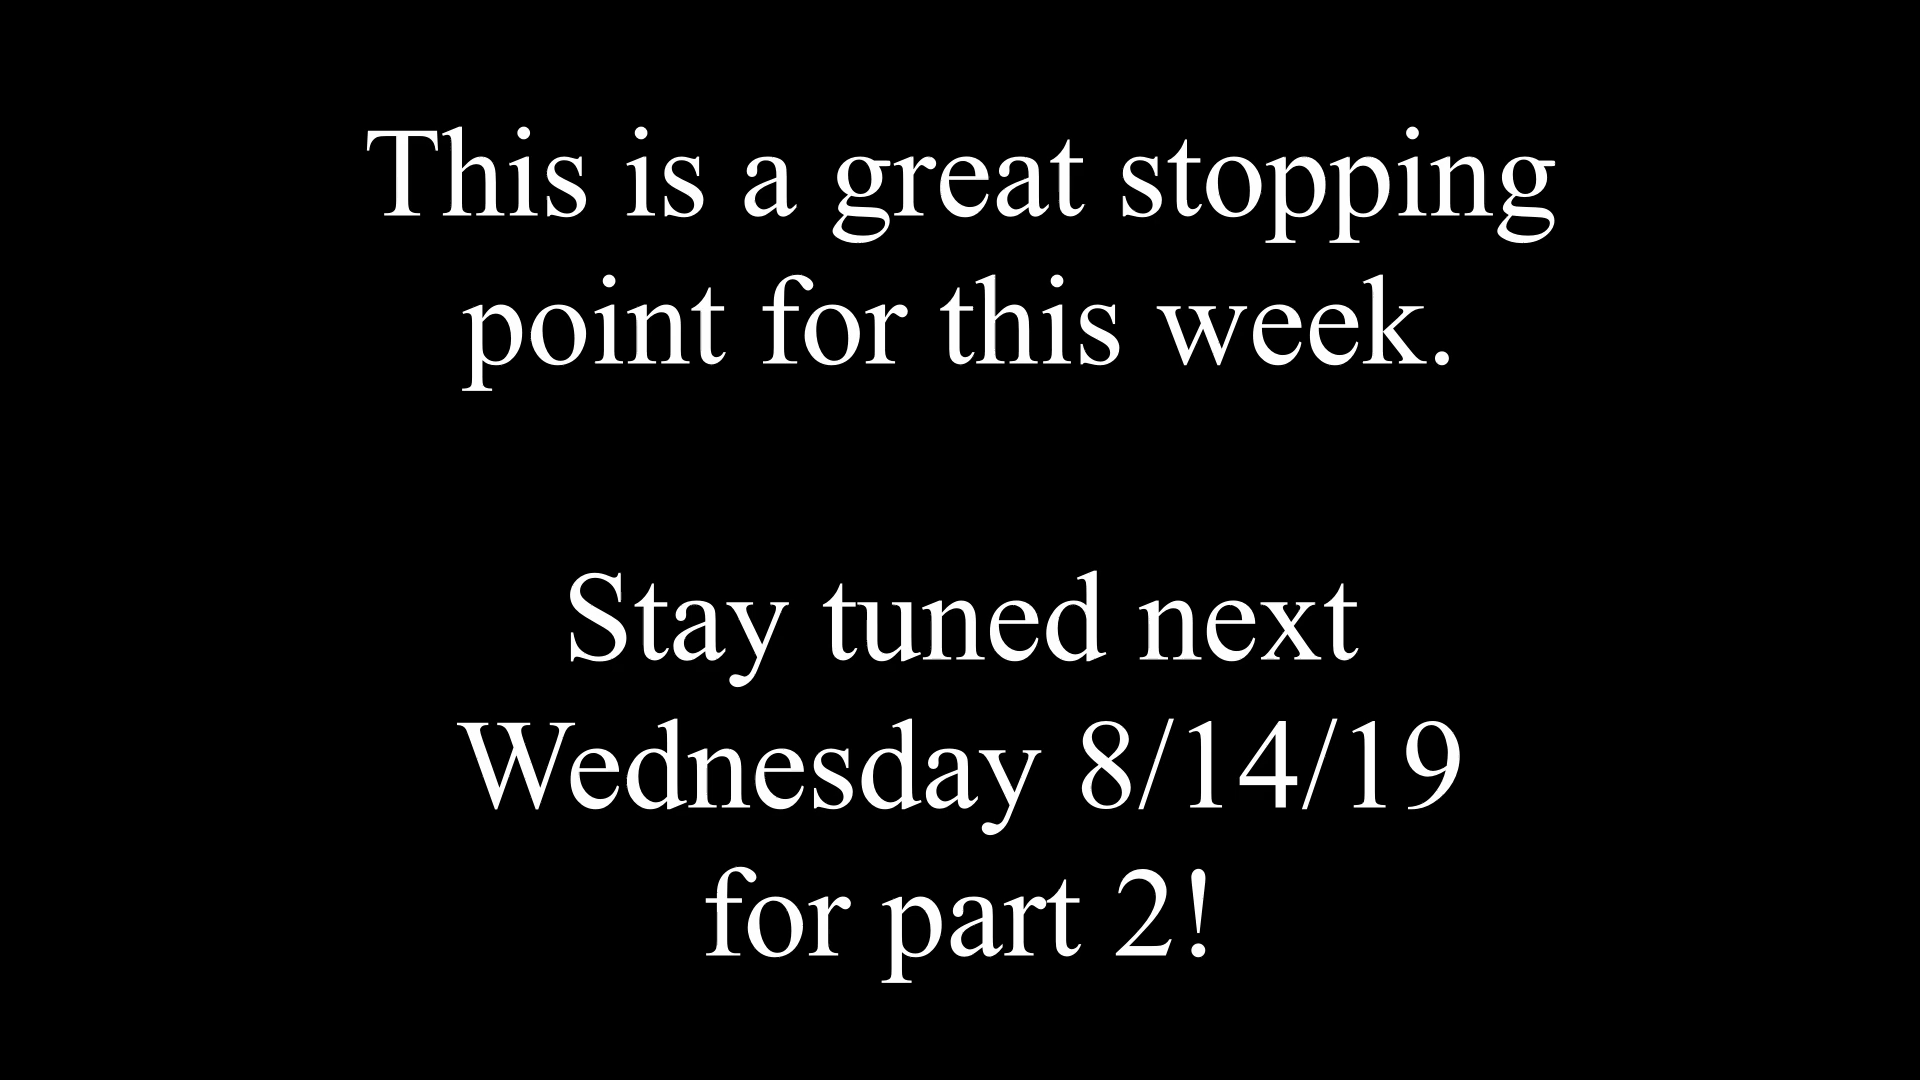 This is a great stopping
point for this week.
Stay tuned next
Wednesday 8/14/19
for part 2!